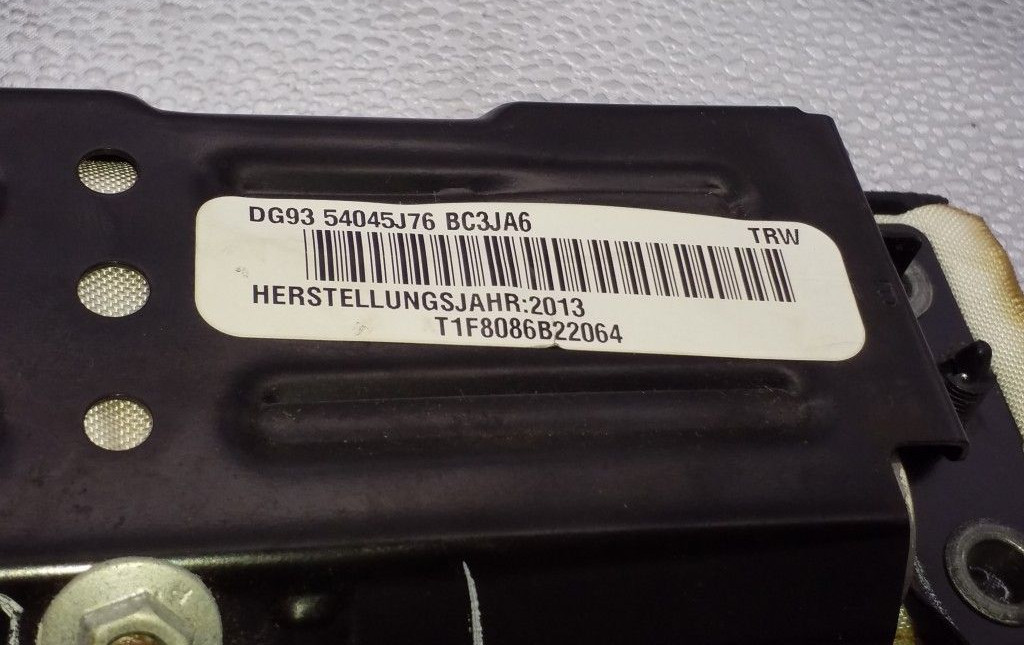 DG93 54045J76 BC3JA6
TRW
HERSTELLUNGSJAHR:2013
T1F8086B22064